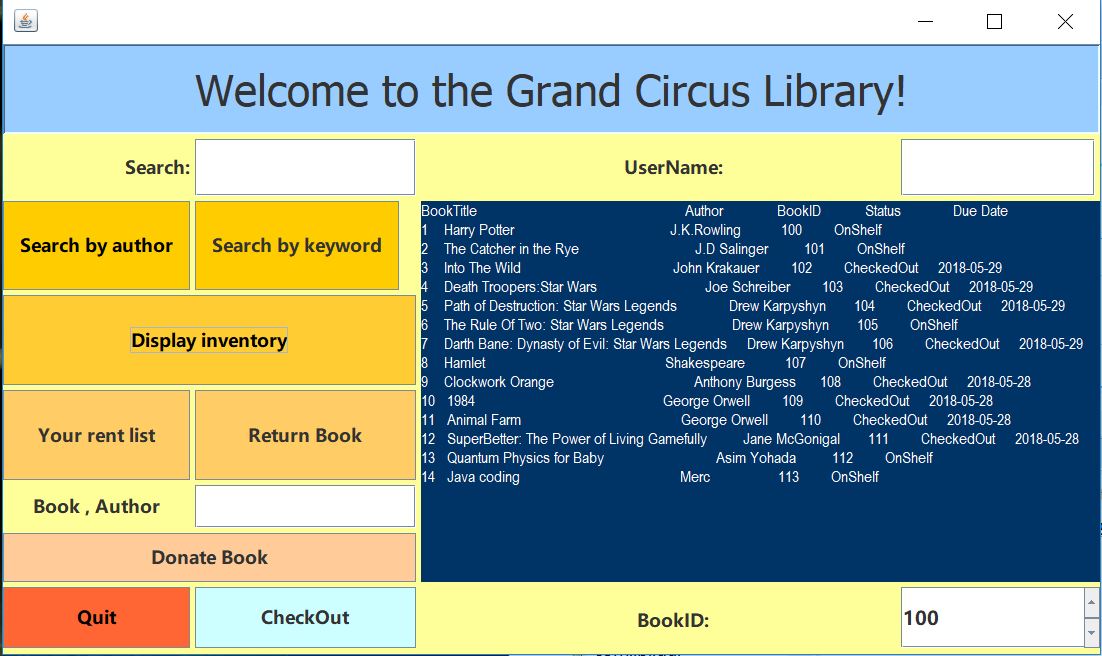 Welcome to the Grand Circus Library!
Search:
UserName:
Search by author
Search by keyword
Display inventory
Your rent list
Return Book
Book , Author
Donate Book
Quit
CheckOut
BookTitle Author BookID Status Due Date
1 Harry Potter J.K.Rowling 100 OnShelf
2 The Catcher in the Rye J.D Salinger 101 OnShelf
3 Into The Wild John Krakauer 102 CheckedOut 2018-05-29
4 Death Troopers:Star Wars Joe Schreiber 103 CheckedOut 2018-05-29
5 Path of Destruction: Star Wars Legends Drew Karpyshyn 104 CheckedOut 2018-05-29
6 The Rule Of Two: Star Wars Legends Drew Karpyshyn 105 OnShelf
7 Darth Bane: Dynasty of Evil: Star Wars Legends Drew Karpyshyn 106 CheckedOut 2018-05-29
8 Hamlet Shakespeare 107 OnShelf
9 Clockwork Orange Anthony Burgess 108 CheckedOut 2018-05-28
10 1984 George Orwell 109 CheckedOut 2018-05-28
11 Animal Farm George Orwell 110 CheckedOut 2018-05-28
12 SuperBetter: The Power of Living Gamefully Jane McGonigal 111 CheckedOut 2018-05-28
13 Quantum Physics for Baby Asim Yohada 112 OnShelf
14 Java coding Merc 113 OnShelf
BookID:
100